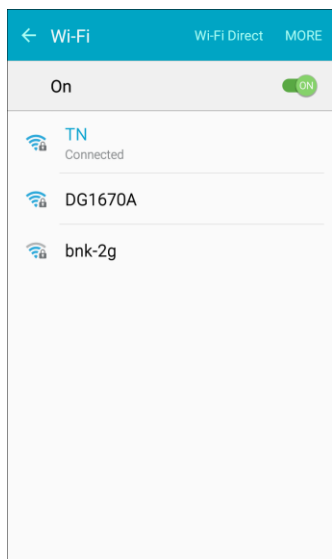 Wi-Fi Wi-Fi Direct MORE
On ON
TN
Connected
DG1670A
bnk-2g